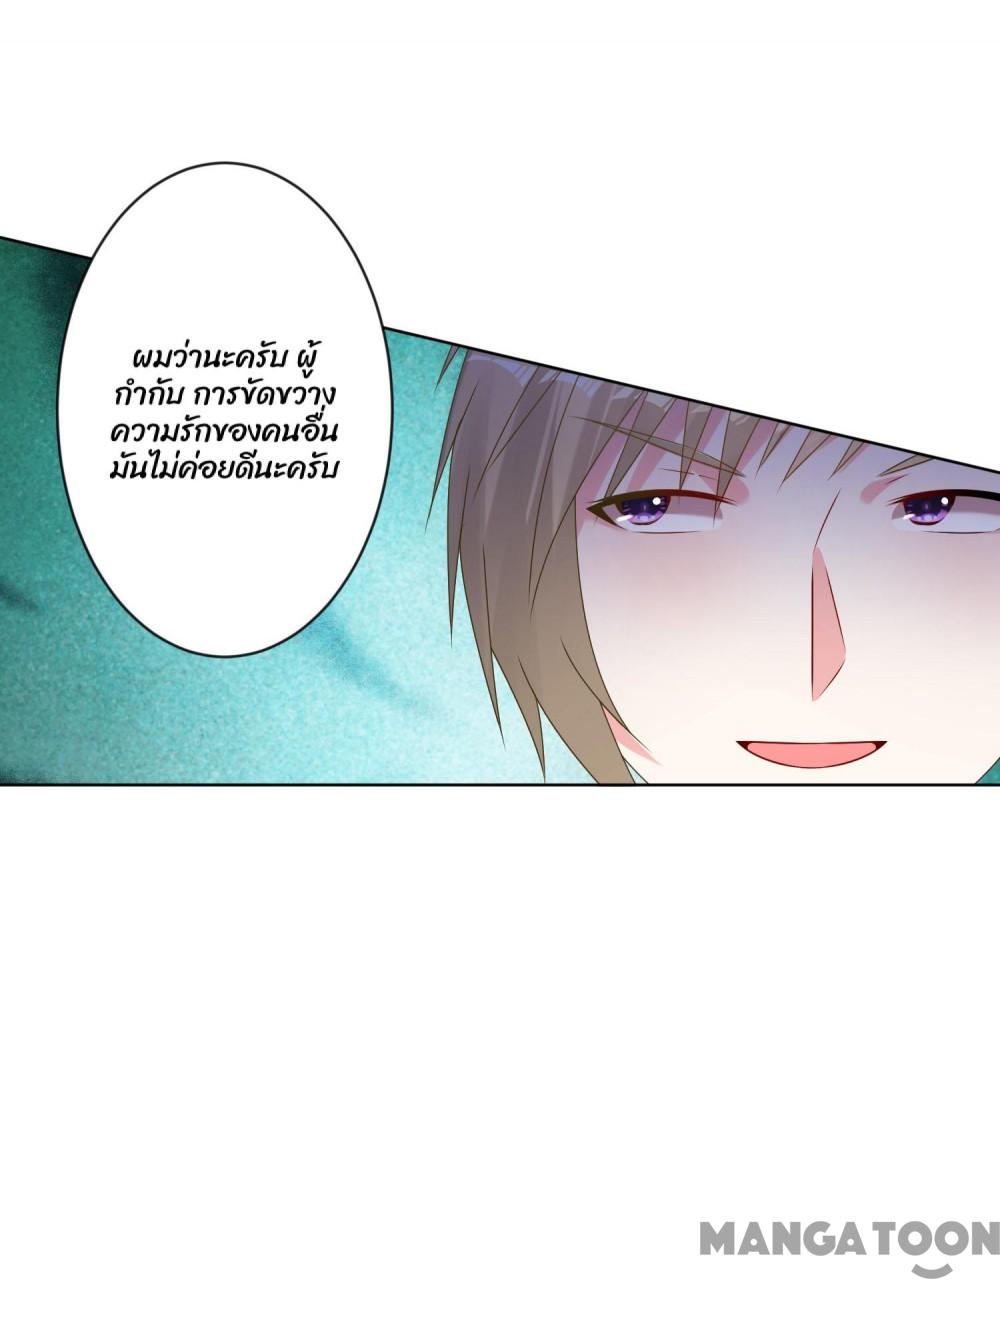 ผมว่านะครับ ผู้
กำกับ การขัดขวาง
ความรักของคนอื่น
มันไม่ค่อยดีนะครับ
MANGATOON